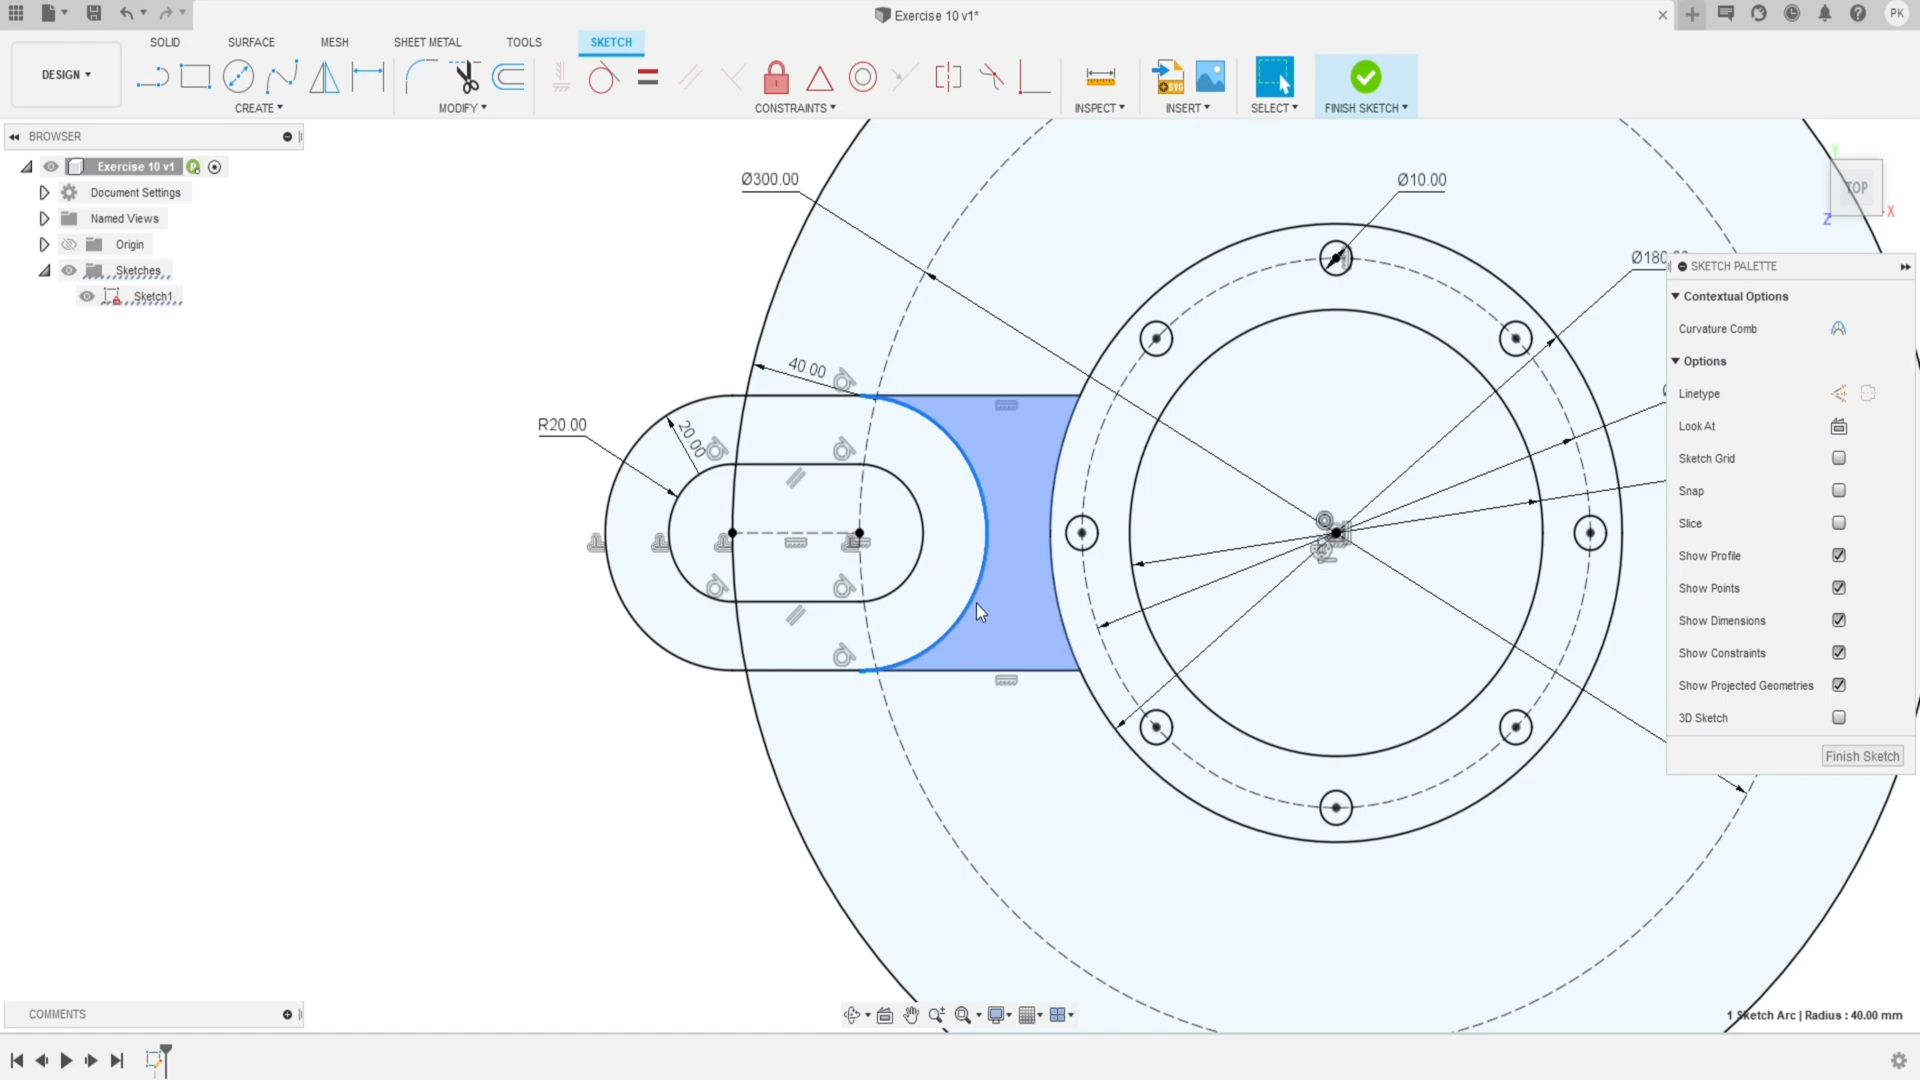 Exercise 10 v1*
PK
DESIGN
SOLID
SURFACE
MESH
SHEET METAL
TOOLS
SKETCH
CREATE
MODIFY
CONSTRAINTS
INSPECT
INSERT
SELECT
FINISH SKETCH
SVG
BROWSER
Exercise 10 v1
Document Settings
Named Views
Origin
Sketches
Sketch1
Ø300.00
Ø10.00
Ø180
40.00
R20.00
20.00
Y
TOP
X
Z
SKETCH PALETTE
Contextual Options
Curvature Comb
Options
Linetype
Look At
Sketch Grid
Snap
Slice
Show Profile
Show Points
Show Dimensions
Show Constraints
Show Projected Geometries
3D Sketch
Finish Sketch
COMMENTS
1 Sketch Arc | Radius : 40.00 mm